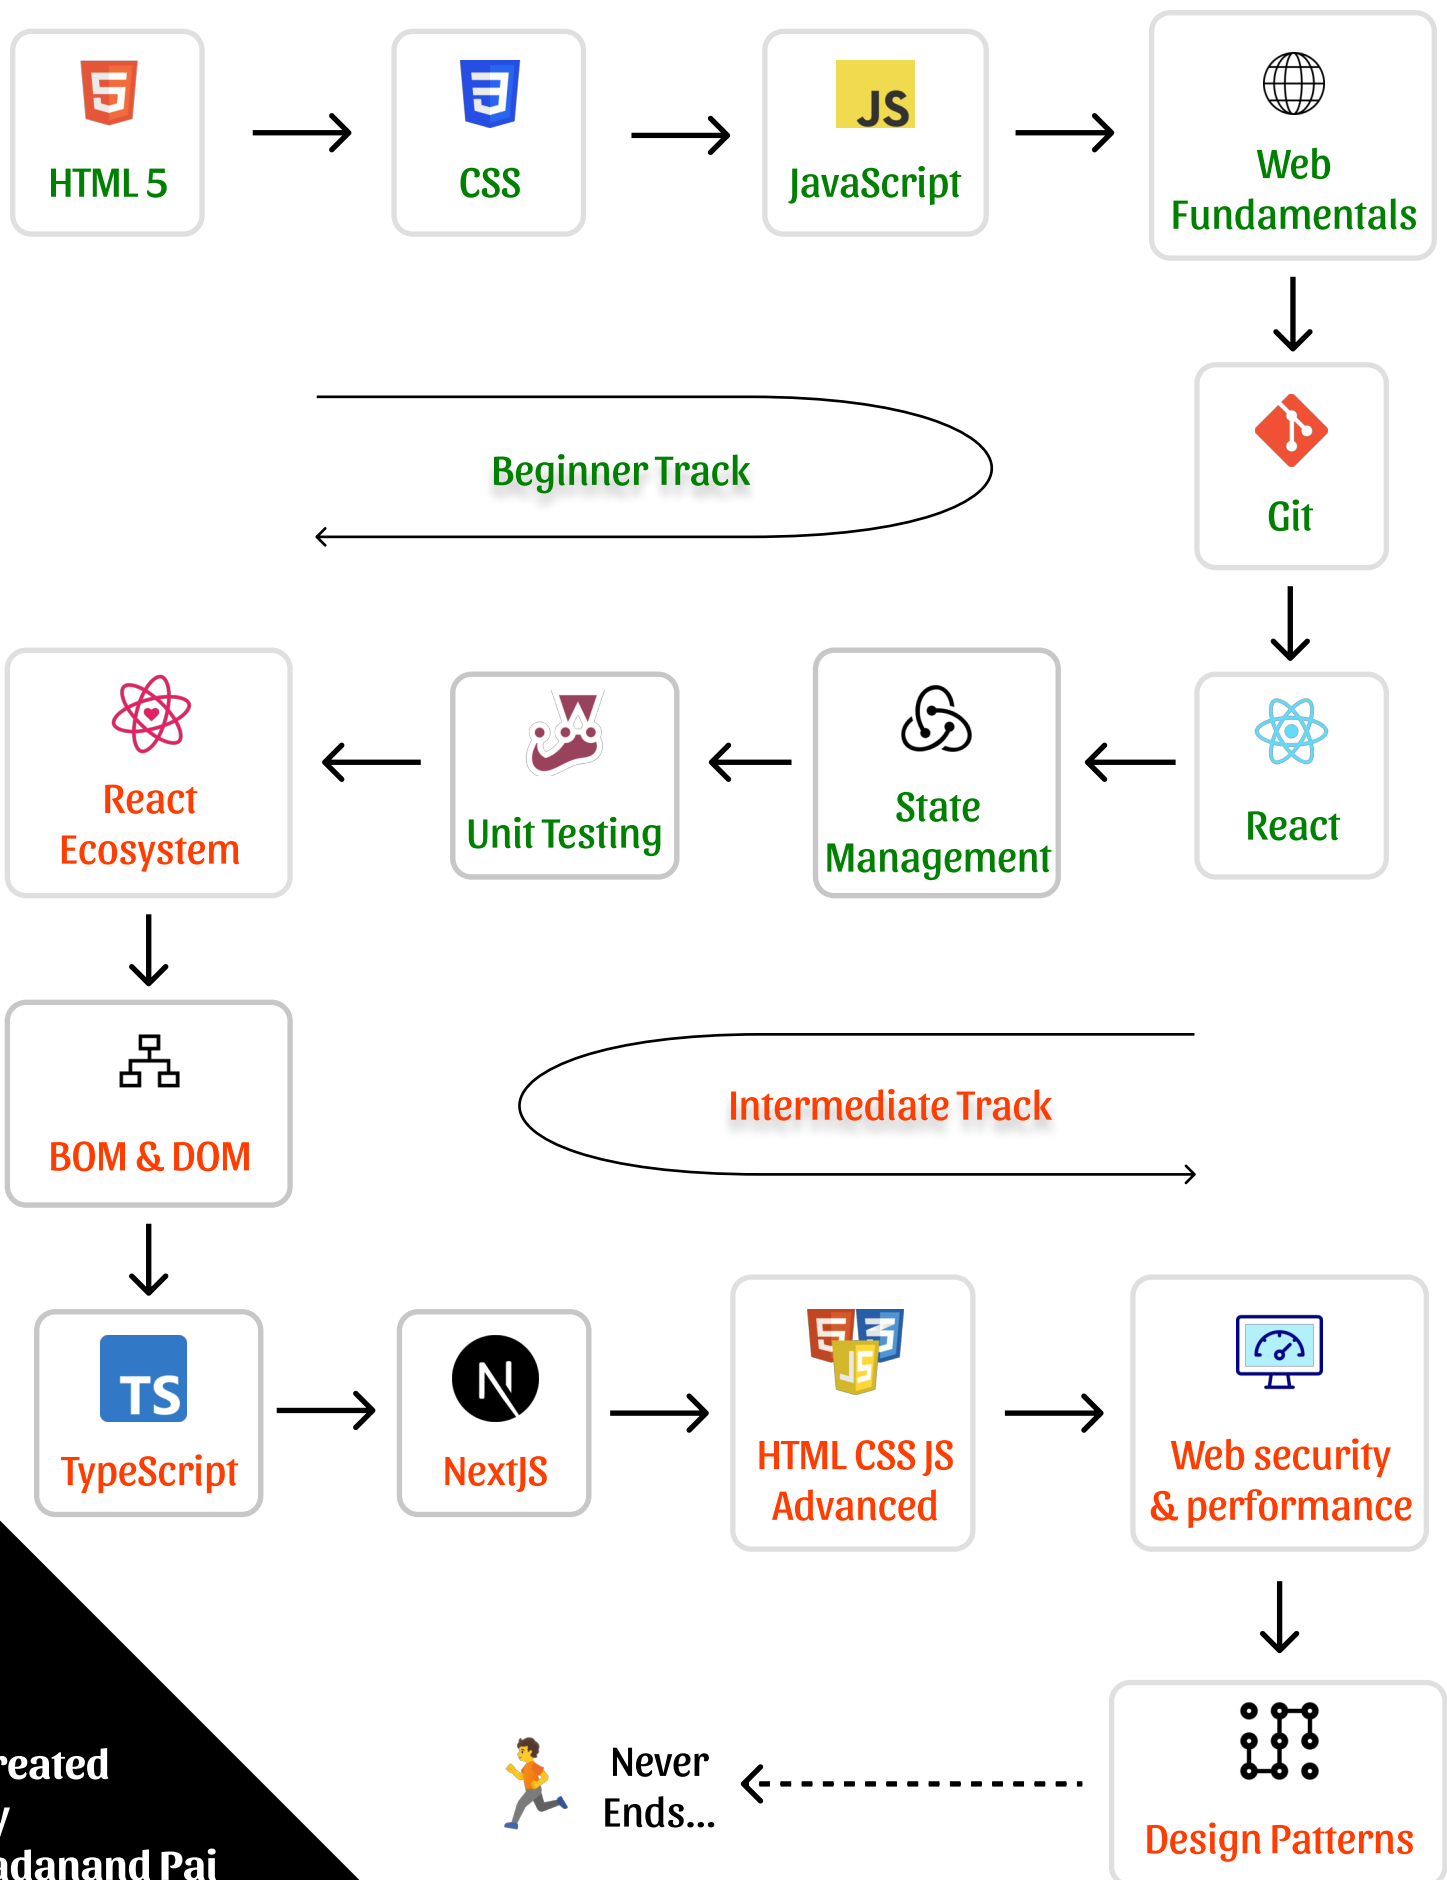 HTML 5
CSS
JS
JavaScript
Web
Fundamentals
Beginner Track
Git
React
Ecosystem
Unit Testing
State
Management
React
BOM & DOM
Intermediate Track
TS
TypeScript
N
NextJS
JS
HTML CSS JS
Advanced
Web security
& performance
Never
Ends...
Design Patterns
reated
y
adanand Pai